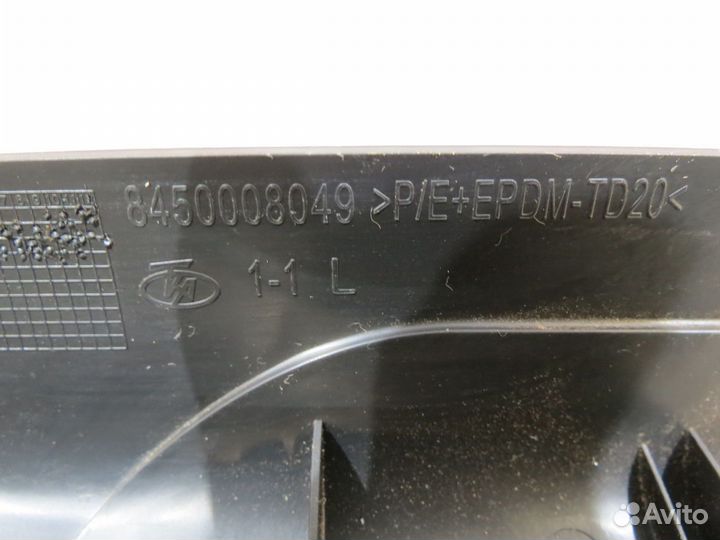 8450008049 >P/E+EPDM-TD20<
1-1 L
Avito